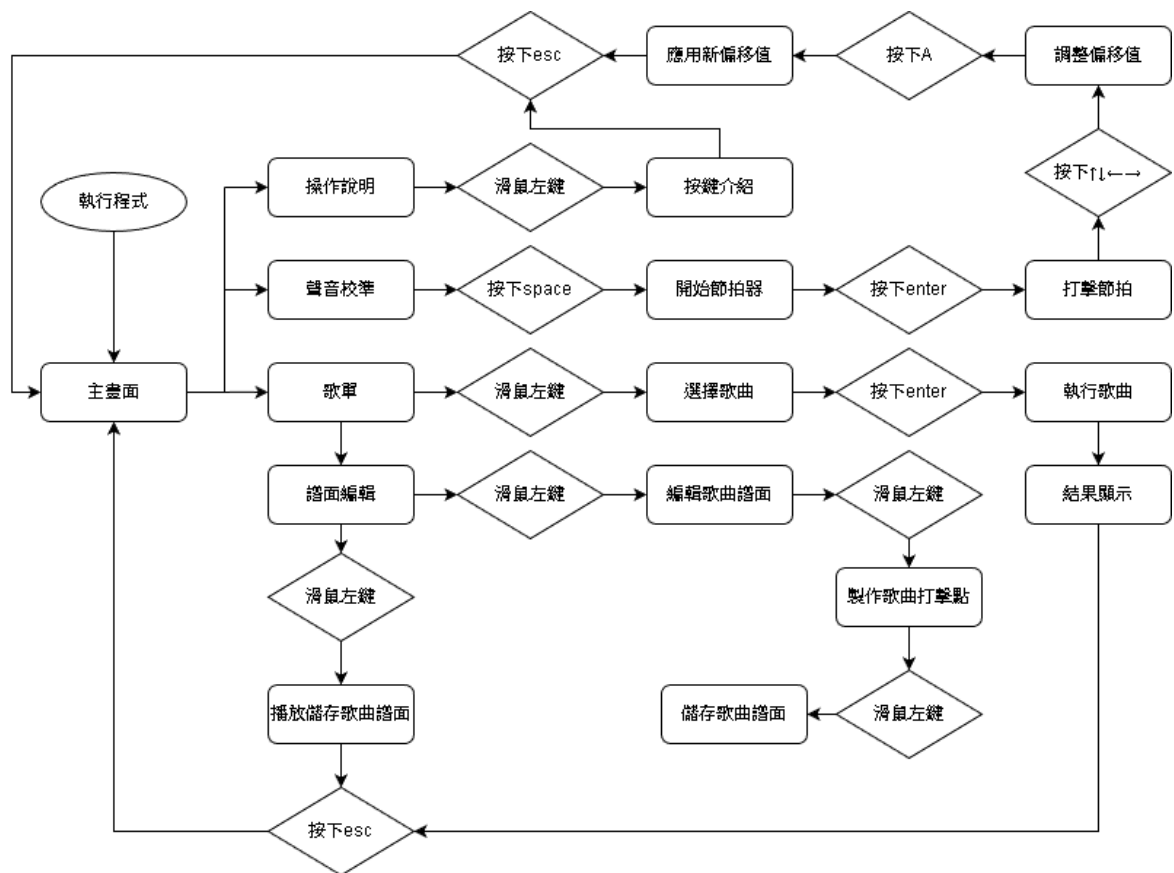 按下esc
應用新偏移值
按下A
調整偏移值
執行程式
操作說明
滑鼠左鍵
按鍵介紹
按下↑↓←→
聲音校準
按下space
開始節拍器
按下enter
打擊節拍
主畫面
歌單
滑鼠左鍵
選擇歌曲
按下enter
執行歌曲
譜面編輯
滑鼠左鍵
編輯歌曲譜面
滑鼠左鍵
結果顯示
滑鼠左鍵
製作歌曲打擊點
播放儲存歌曲譜面
儲存歌曲譜面
滑鼠左鍵
按下esc